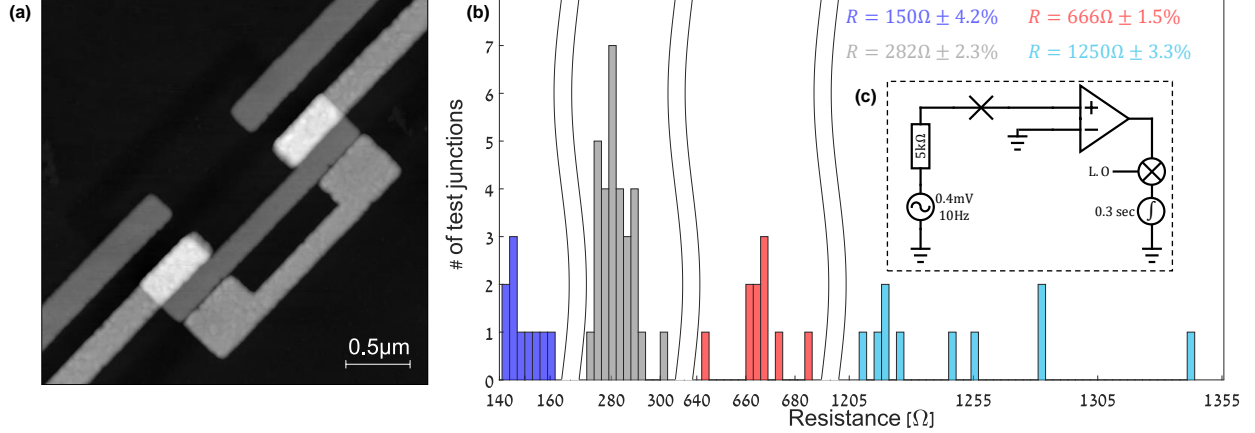 (a)
0.5μm
(b)
R = 150Ω ± 4.2%
R = 666Ω ± 1.5%
R = 282Ω ± 2.3%
R = 1250Ω ± 3.3%
# of test junctions
7
6
5
4
3
2
1
0
140 160 280 300 640 660 680 1205 1255 1305 1355
Resistance [Ω]
(c)
5kΩ
+
−
L.O
0.4mV
10Hz
0.3 sec
∫